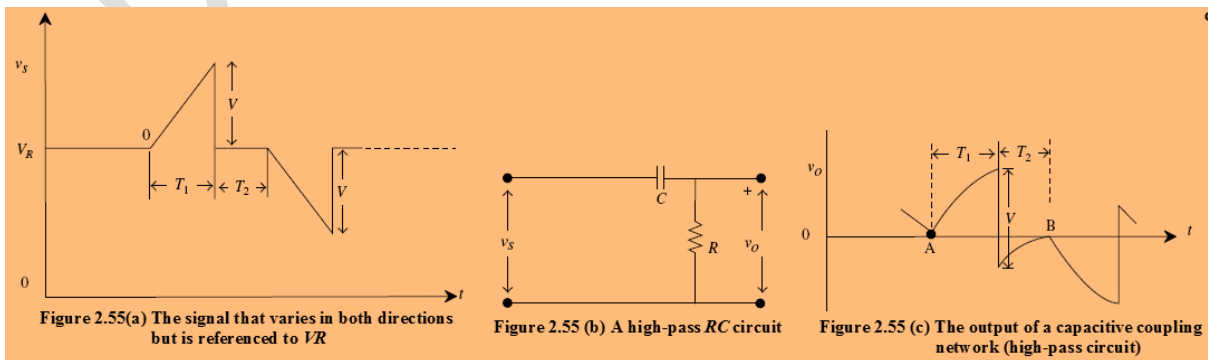 v_S
V
0
V_R
T_1
T_2
V
0
t
Figure 2.55(a) The signal that varies in both directions
but is referenced to VR
C
+
v_S
R
v_O
Figure 2.55 (b) A high-pass RC circuit
T_1
T_2
v_O
V
0
A
B
t
Figure 2.55 (c) The output of a capacitive coupling
network (high-pass circuit)